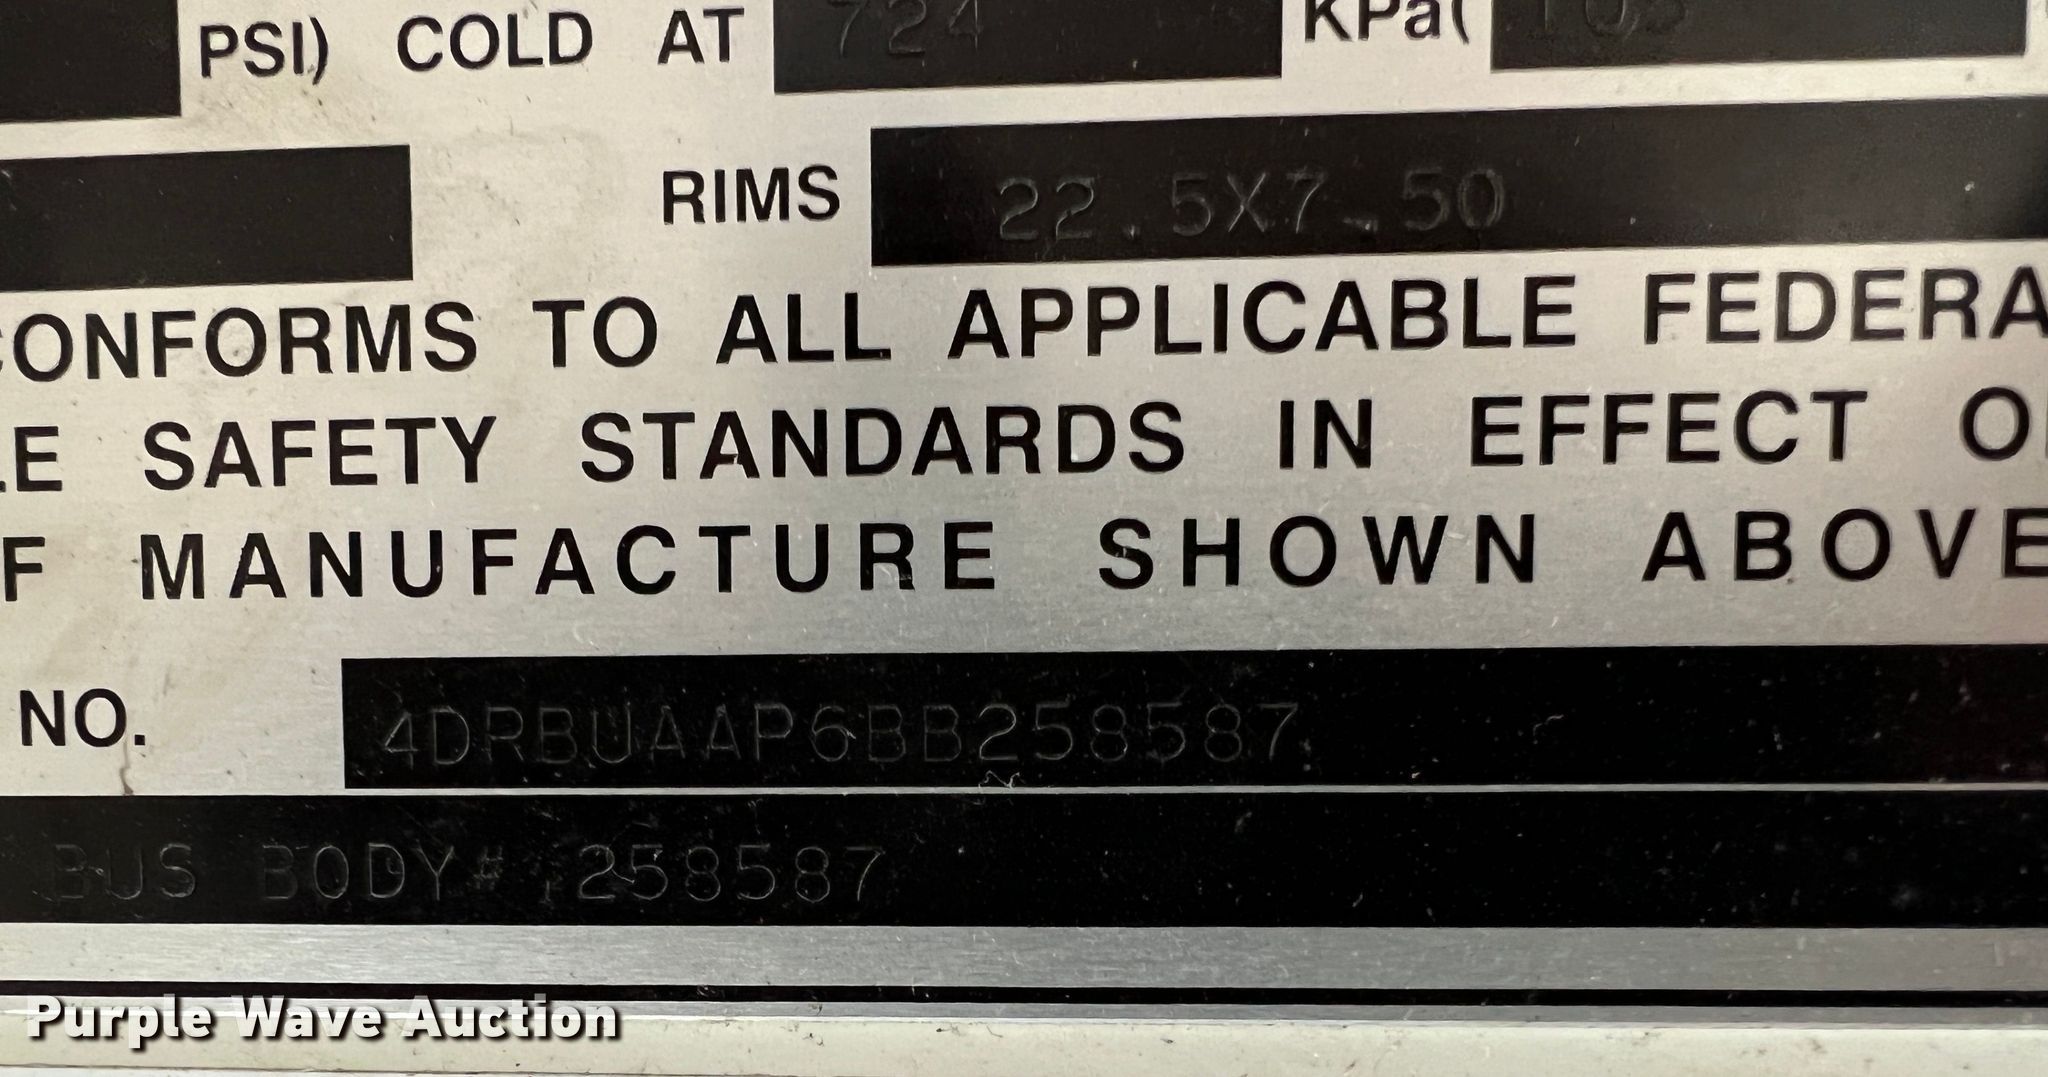 PSI) COLD AT 724 KPa( 105
RIMS 22.5X7.50
CONFORMS TO ALL APPLICABLE FEDERA
LE SAFETY STANDARDS IN EFFECT O
F MANUFACTURE SHOWN ABOVE
NO. 4DRBUAAP6BB258587
BUS BODY# 258587
Purple Wave Auction